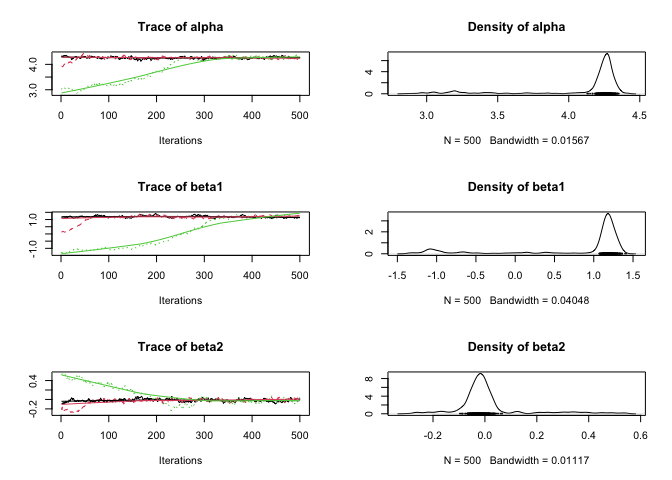 Trace of alpha
3.0 4.0
0 100 200 300 400 500
Iterations
Density of alpha
0 4
3.0 3.5 4.0 4.5
N = 500 Bandwidth = 0.01567
Trace of beta1
-1.0 1.0
0 100 200 300 400 500
Iterations
Density of beta1
0 2
-1.5 -1.0 -0.5 0.0 0.5 1.0 1.5
N = 500 Bandwidth = 0.04048
Trace of beta2
-0.2 0.4
0 100 200 300 400 500
Iterations
Density of beta2
0 4 8
-0.2 0.0 0.2 0.4 0.6
N = 500 Bandwidth = 0.01117